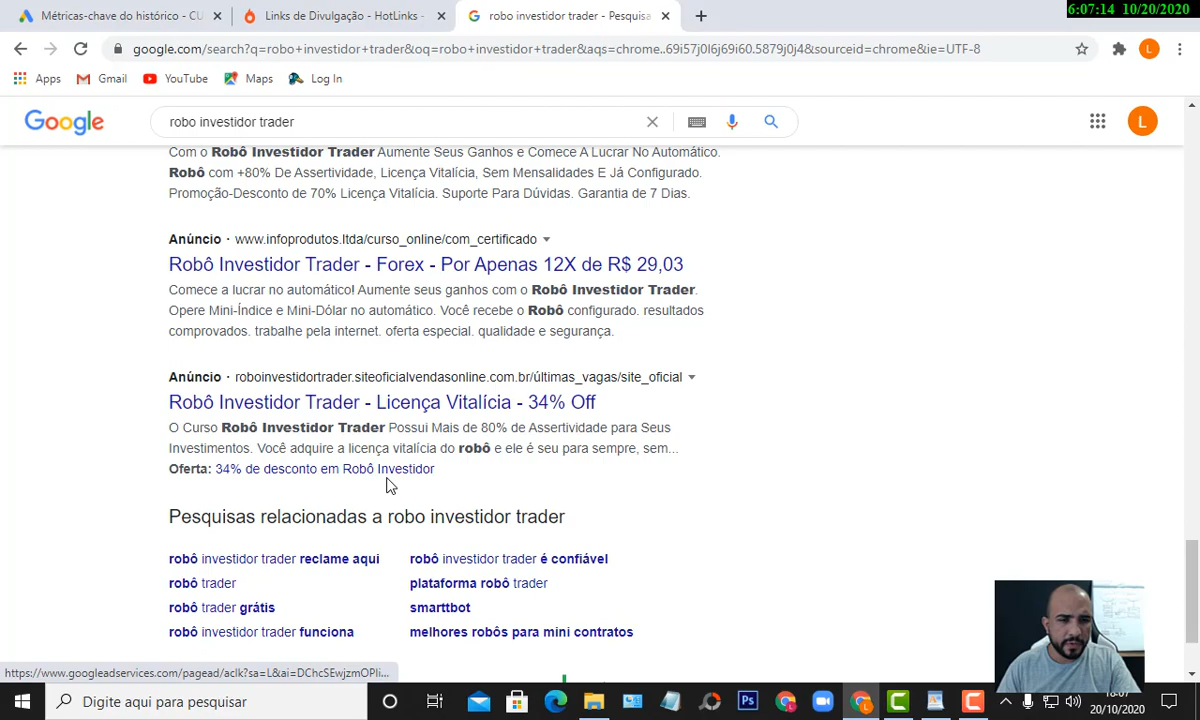 6:07:14 10/20/2020
Métricas-chave do histórico - CU
Links de Divulgação - HotLinks -
robo investidor trader - Pesquisa
google.com/search?q=robo+investidor+trader&oq=robo+investidor+trader&aqs=chrome..69i57j0l6j69i60.5879j0j4&sourceid=chrome&ie=UTF-8
L
Apps
Gmail
YouTube
Maps
Log In
Google
robo investidor trader
L
Com o Robô Investidor Trader Aumente Seus Ganhos e Comece A Lucrar No Automático.
Robô com +80% De Assertividade, Licença Vitalícia, Sem Mensalidades E Já Configurado.
Promoção-Desconto de 70% Licença Vitalícia. Suporte Para Dúvidas. Garantia de 7 Dias.
Anúncio · www.infoprodutos.ltda/curso_online/com_certificado
Robô Investidor Trader - Forex - Por Apenas 12X de R$ 29,03
Comece a lucrar no automático! Aumente seus ganhos com o Robô Investidor Trader.
Opere Mini-Índice e Mini-Dólar no automático. Você recebe o Robô configurado. resultados
comprovados. trabalhe pela internet. oferta especial. qualidade e segurança.
Anúncio · roboinvestidortrader.siteoficialvendasonline.com.br/últimas_vagas/site_oficial
Robô Investidor Trader - Licença Vitalícia - 34% Off
O Curso Robô Investidor Trader Possui Mais de 80% de Assertividade para Seus
Investimentos. Você adquire a licença vitalícia do robô e ele é seu para sempre, sem...
Oferta: 34% de desconto em Robô Investidor
Pesquisas relacionadas a robo investidor trader
robô investidor trader reclame aqui
robô investidor trader é confiável
robô trader
plataforma robô trader
robô trader grátis
smarttbot
robô investidor trader funciona
melhores robôs para mini contratos
https://www.googleadservices.com/pagead/aclk?sa=L&ai=DChcSEwjzmOPli...
Digite aqui para pesquisar
Ps
18:07
20/10/2020